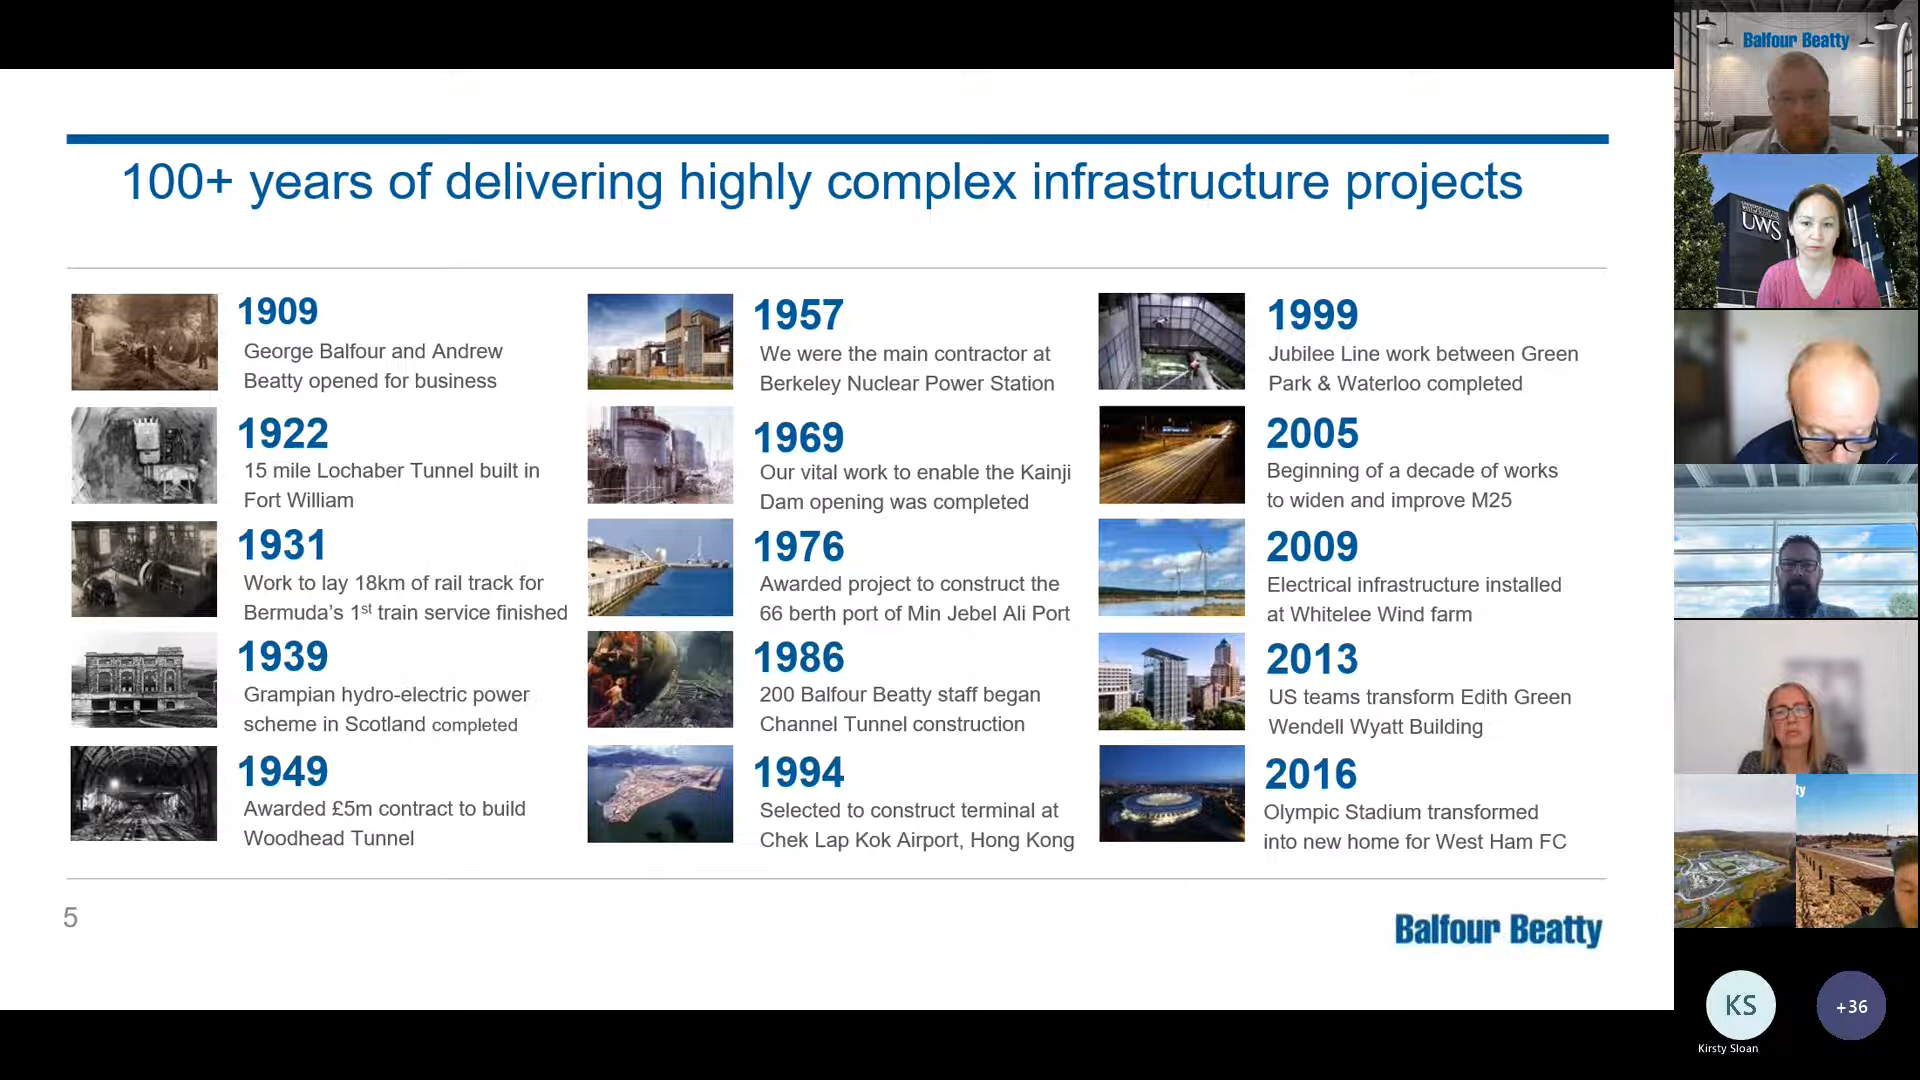 100+ years of delivering highly complex infrastructure projects
1909
George Balfour and Andrew
Beatty opened for business
1922
15 mile Lochaber Tunnel built in
Fort William
1931
Work to lay 18km of rail track for
Bermuda's 1st train service finished
1939
Grampian hydro-electric power
scheme in Scotland completed
1949
Awarded £5m contract to build
Woodhead Tunnel
1957
We were the main contractor at
Berkeley Nuclear Power Station
1969
Our vital work to enable the Kainji
Dam opening was completed
1976
Awarded project to construct the
66 berth port of Min Jebel Ali Port
1986
200 Balfour Beatty staff began
Channel Tunnel construction
1994
Selected to construct terminal at
Chek Lap Kok Airport, Hong Kong
1999
Jubilee Line work between Green
Park & Waterloo completed
2005
Beginning of a decade of works
to widen and improve M25
2009
Electrical infrastructure installed
at Whitelee Wind farm
2013
US teams transform Edith Green
Wendell Wyatt Building
2016
Olympic Stadium transformed
into new home for West Ham FC
5
Balfour Beatty
Balfour Beatty
UWS
ty
KS
+36
Kirsty Sloan